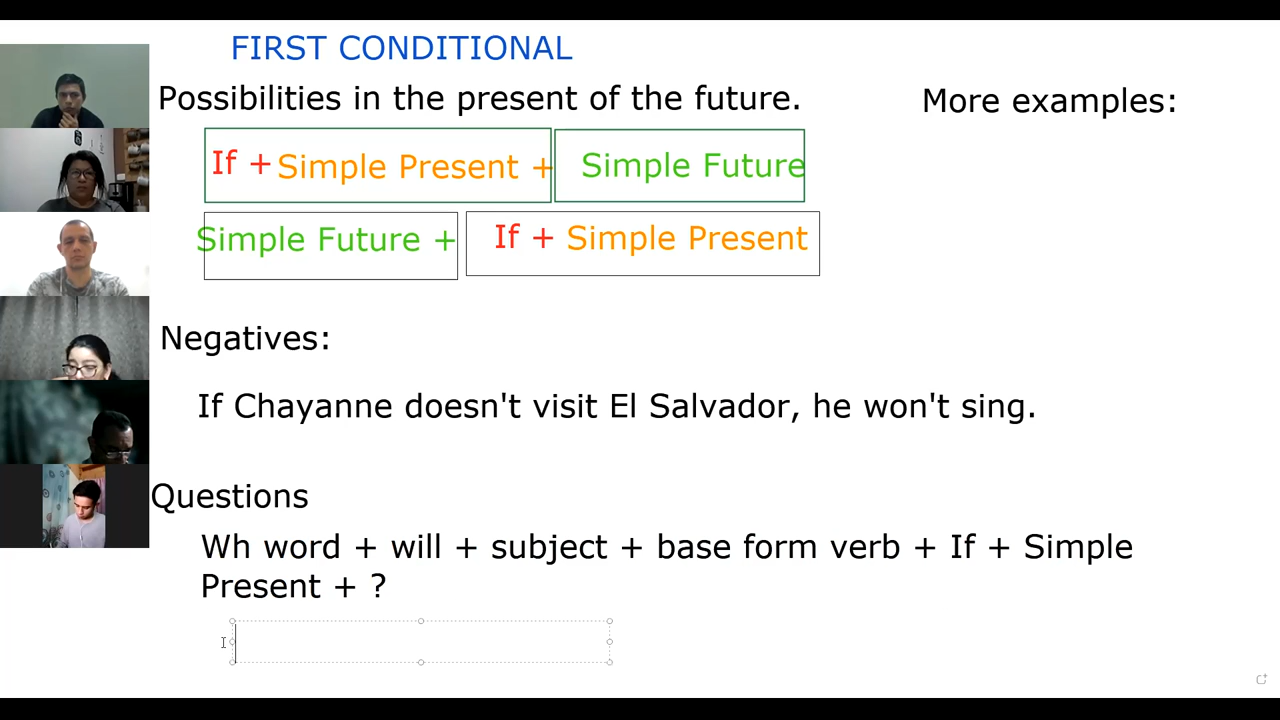 FIRST CONDITIONAL
Possibilities in the present of the future.
More examples:
If + Simple Present + Simple Future
Simple Future + If + Simple Present
Negatives:
If Chayanne doesn't visit El Salvador, he won't sing.
Questions
Wh word + will + subject + base form verb + If + Simple
Present + ?